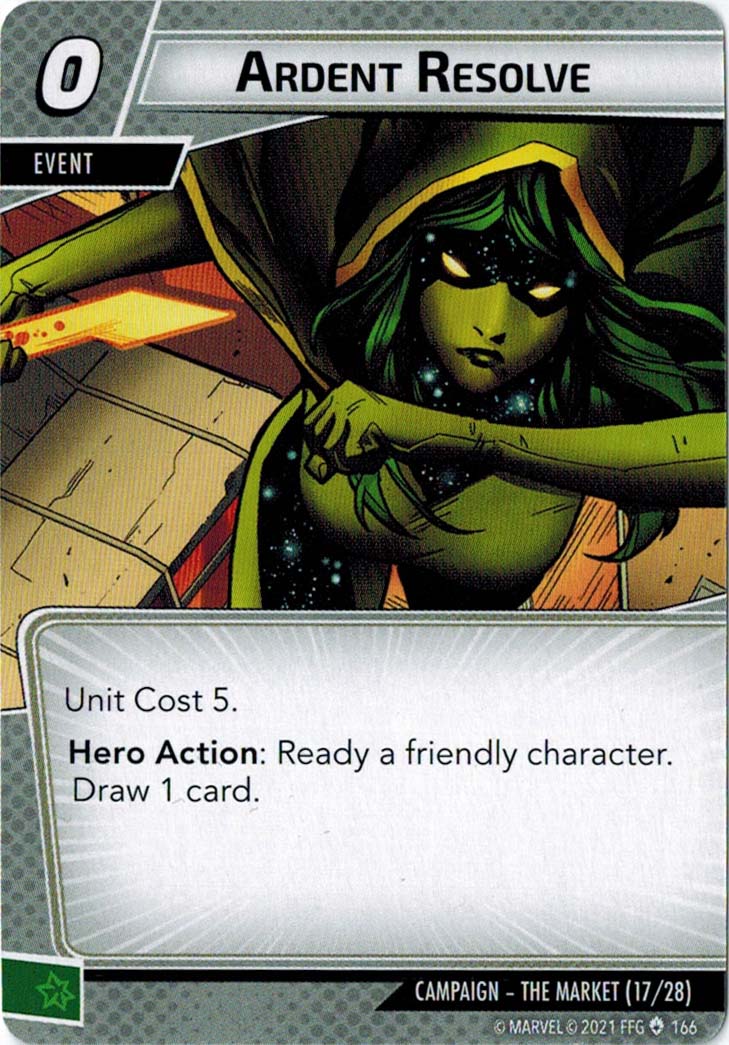 0
ARDENT RESOLVE
EVENT
Unit Cost 5.
Hero Action: Ready a friendly character.
Draw 1 card.
CAMPAIGN – THE MARKET (17/28)
© MARVEL © 2021 FFG 166